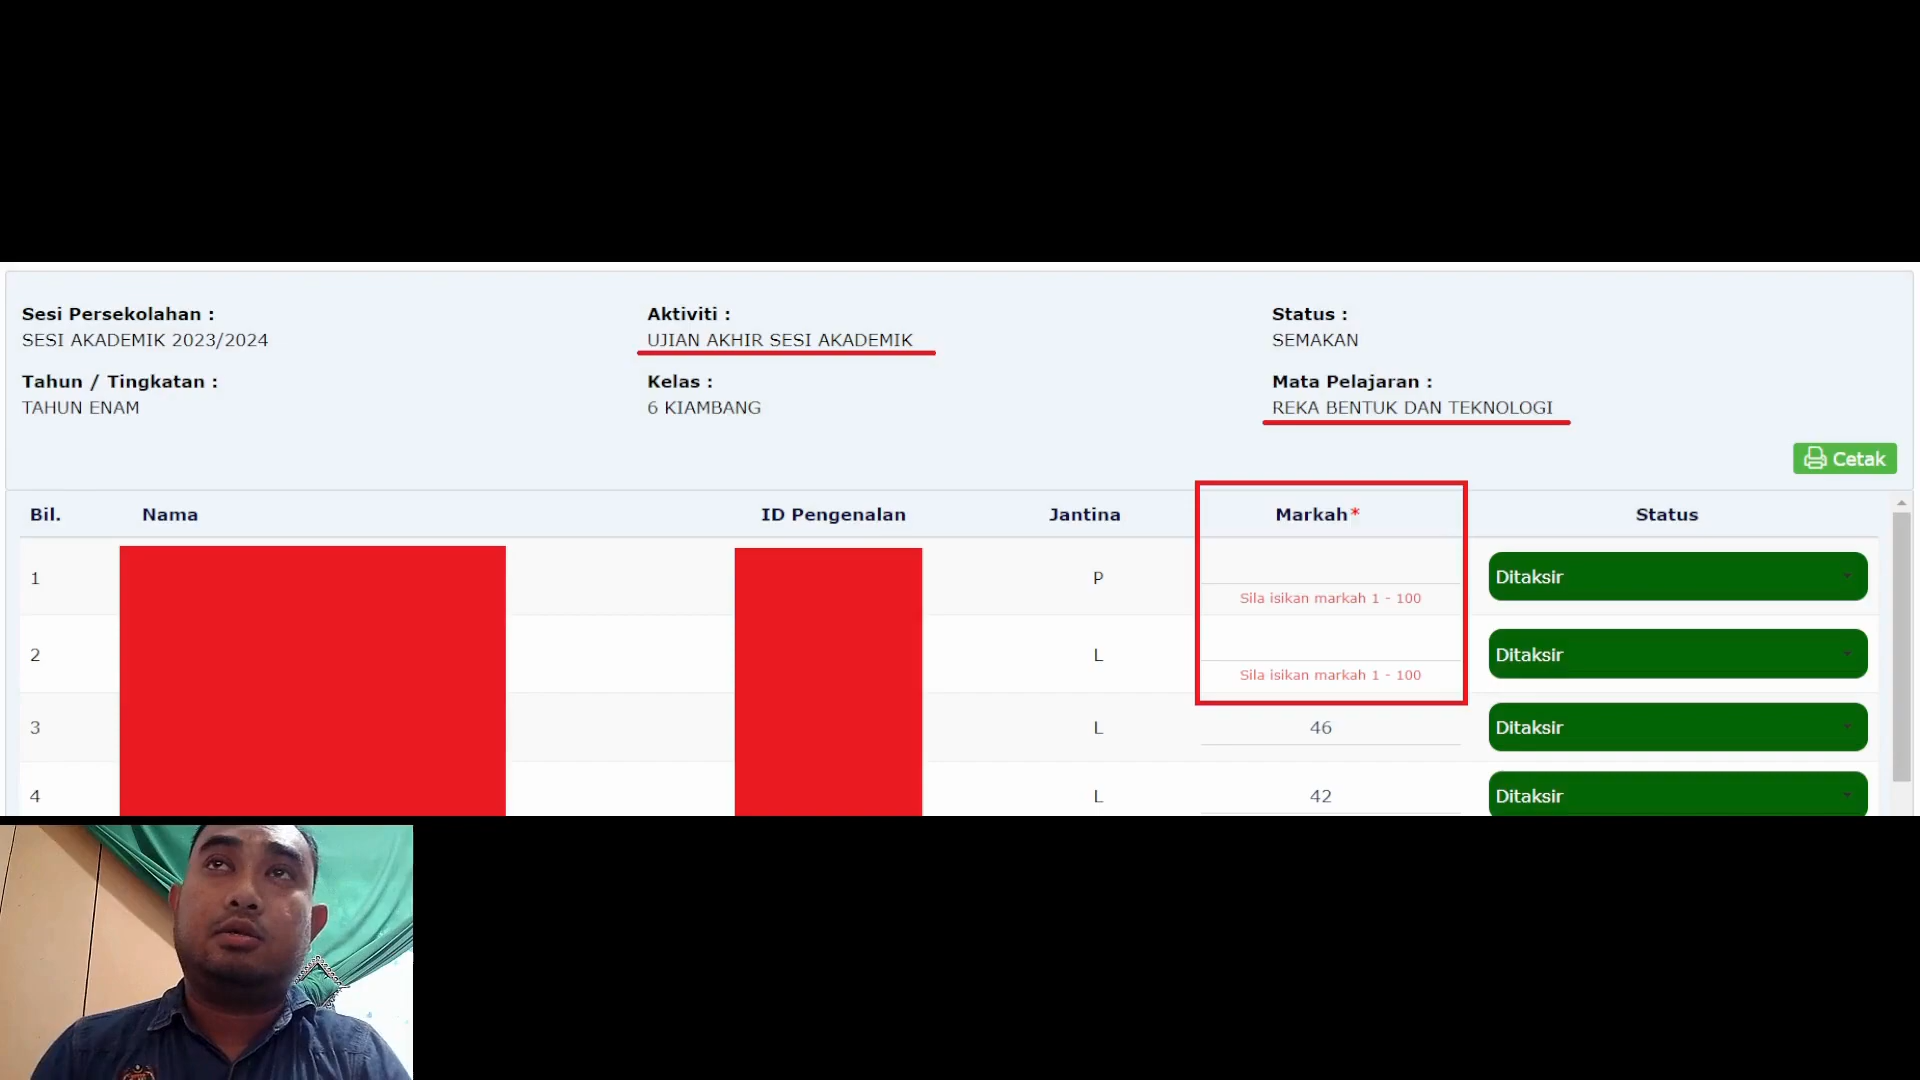 Sesi Persekolahan : Aktiviti : Status :
SESI AKADEMIK 2023/2024 UJIAN AKHIR SESI AKADEMIK SEMAKAN
Tahun / Tingkatan : Kelas : Mata Pelajaran :
TAHUN ENAM 6 KIAMBANG REKA BENTUK DAN TEKNOLOGI
Cetak
Bil. Nama ID Pengenalan Jantina Markah* Status
1 P Ditaksir
Sila isikan markah 1 - 100
2 L Ditaksir
Sila isikan markah 1 - 100
3 L 46 Ditaksir
4 L 42 Ditaksir